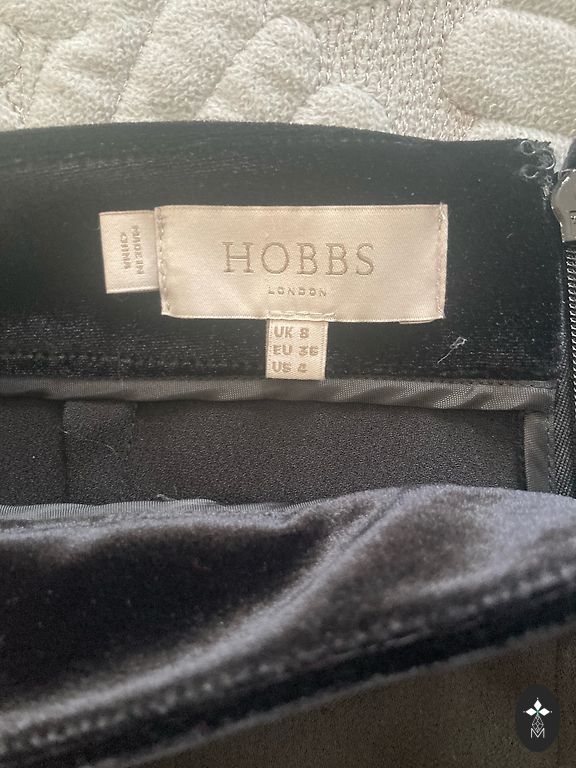 MADE IN
CHINA
HOBBS
LONDON
UK 8
EU 36
US 4
M